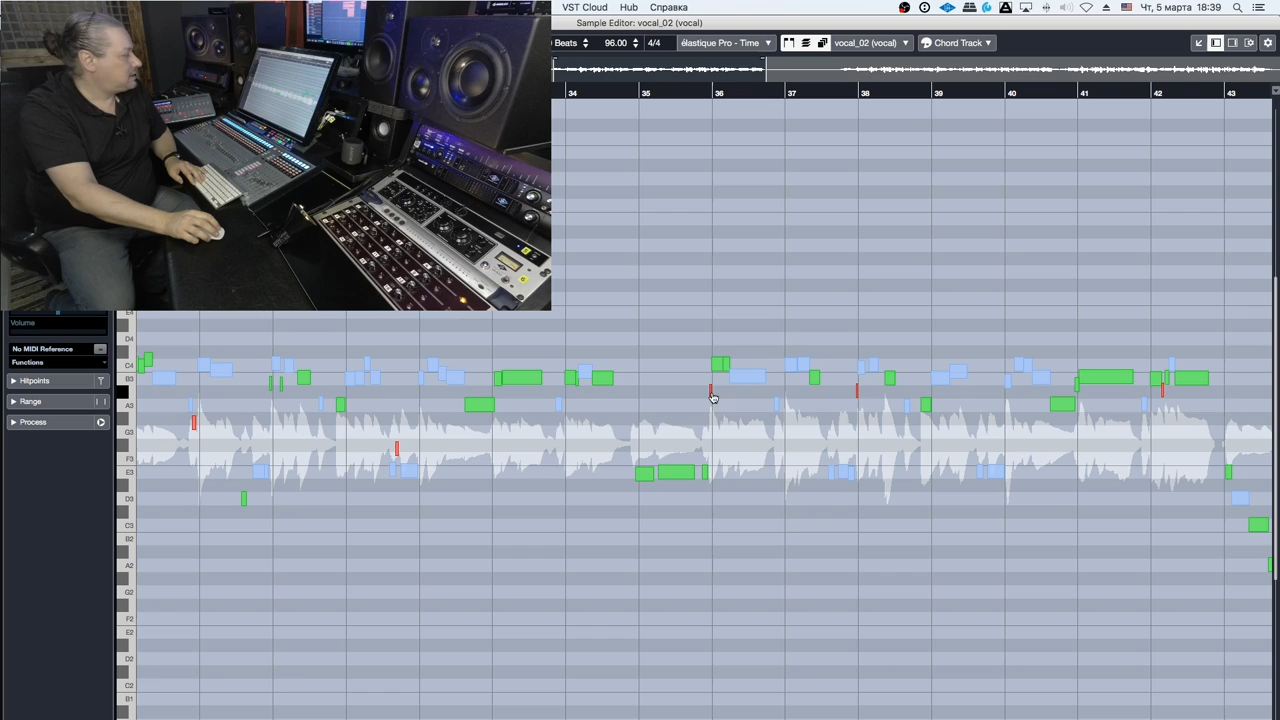 VST Cloud Hub Справка Чт, 5 марта 18:39
Sample Editor: vocal_02 (vocal)
Beats 96.00 4/4 élastique Pro - Time vocal_02 (vocal) Chord Track
34 35 36 37 38 39 40 41 42 43
Volume
No MIDI Reference
Functions
Hitpoints
Range
Process
E4
D4
C4
B3
A3
G3
F3
E3
D3
C3
B2
A2
G2
F2
E2
D2
C2
B1